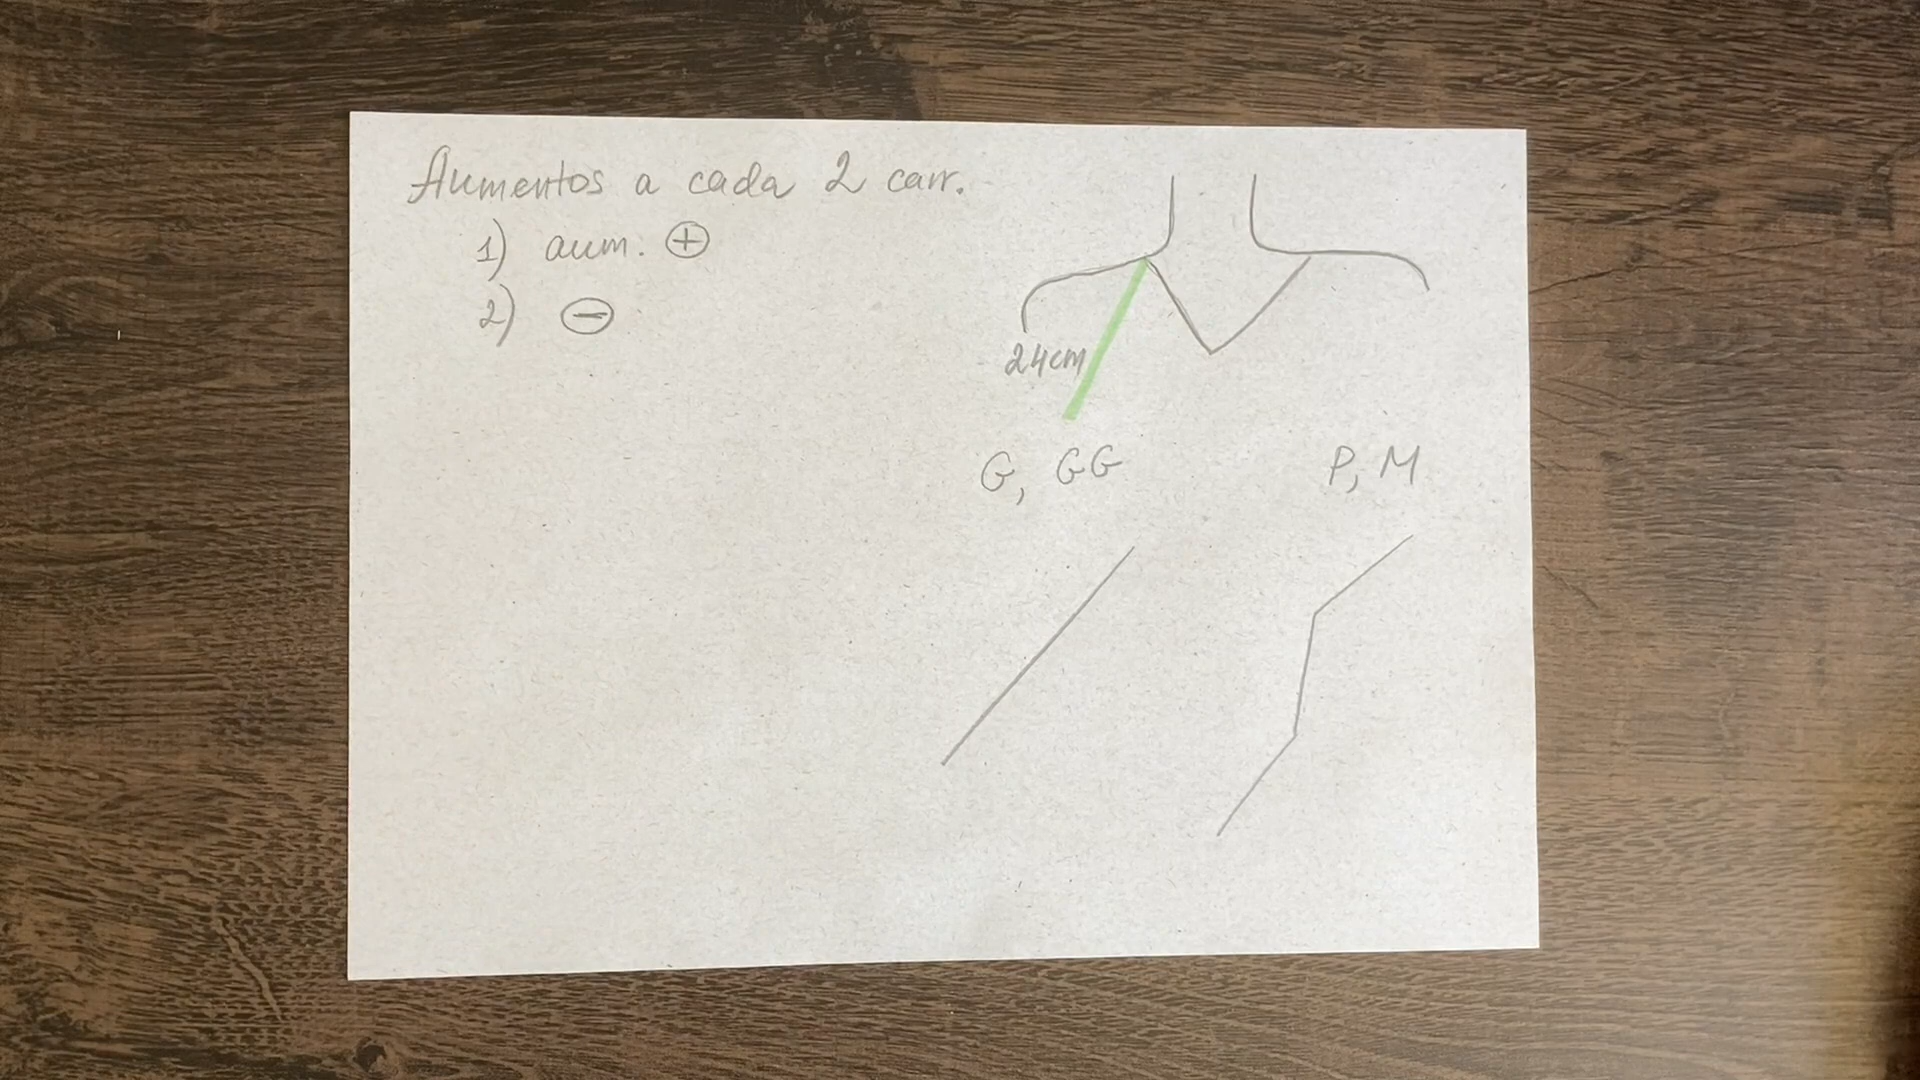 Aumentos a cada 2 carr.
1) aum. ⊕
2) ⊖
24cm
G, GG
P, M